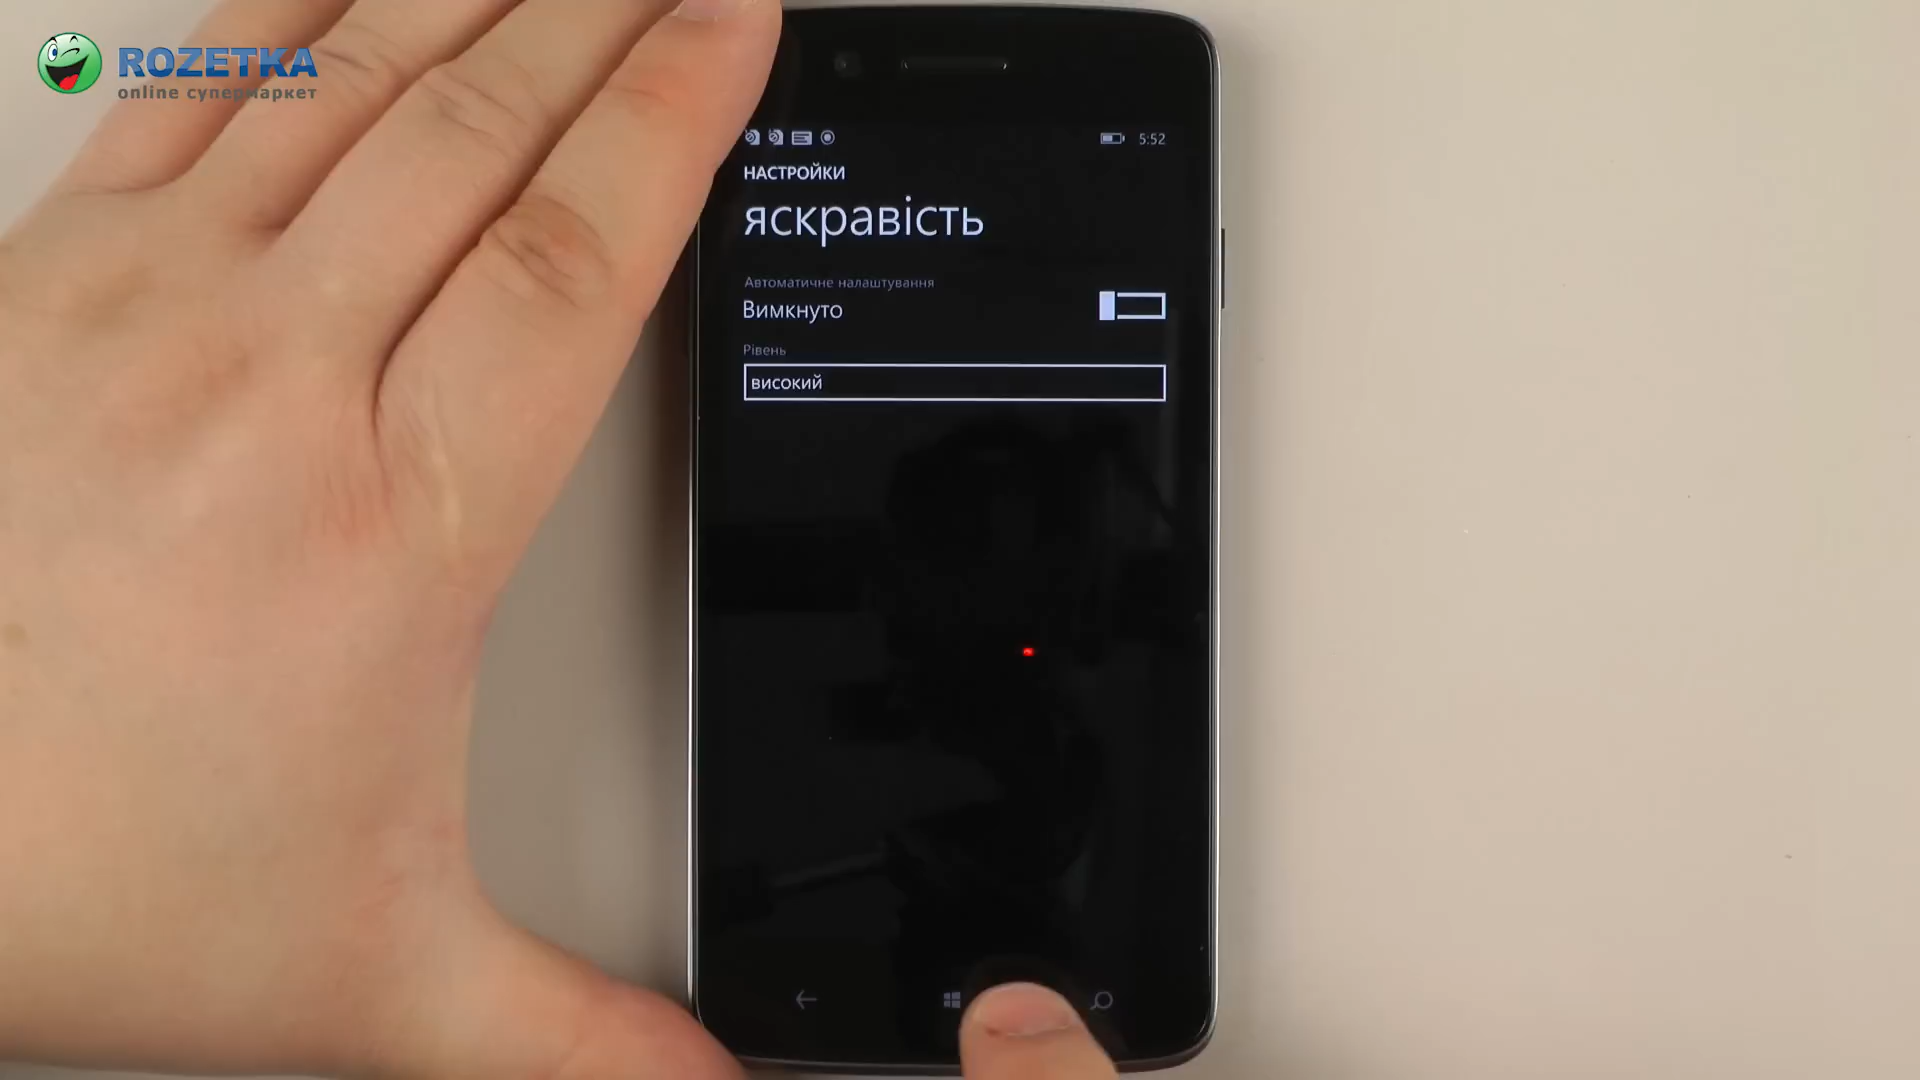 ROZETKA
online супермаркет
5:52
НАСТРОЙКИ
яскравість
Автоматичне налаштування
Вимкнуто
Рівень
високий